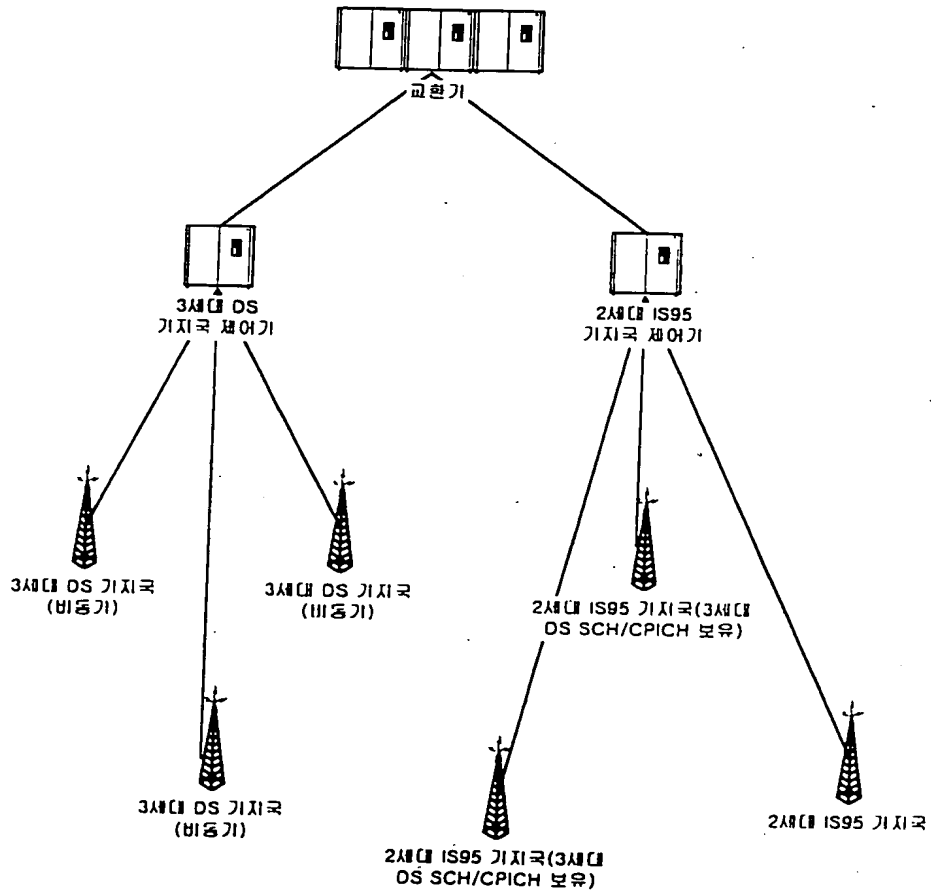 교환기
3세대 DS
기지국 제어기
2세대 IS95
기지국 제어기
3세대 DS 기지국
(비동기)
3세대 DS 기지국
(비동기)
2세대 IS95 기지국(3세대
DS SCH/CPICH 보유)
3세대 DS 기지국
(비동기)
2세대 IS95 기지국
2세대 IS95 기지국(3세대
DS SCH/CPICH 보유)